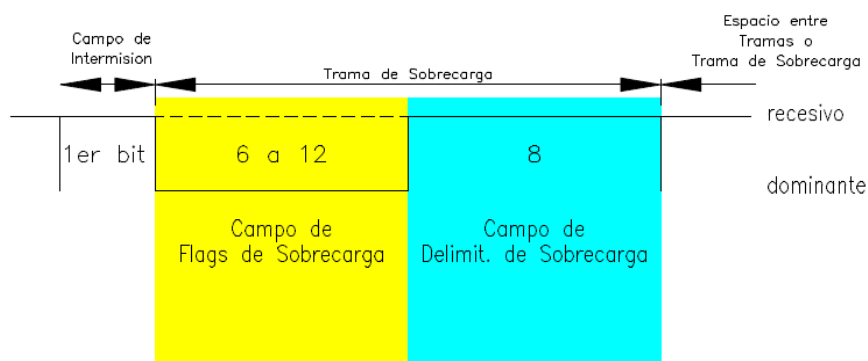 Campo de
Intermision
Trama de Sobrecarga
Espacio entre
Tramas o
Trama de Sobrecarga
recesivo
1er bit
6 a 12
8
dominante
Campo de
Flags de Sobrecarga
Campo de
Delimit. de Sobrecarga